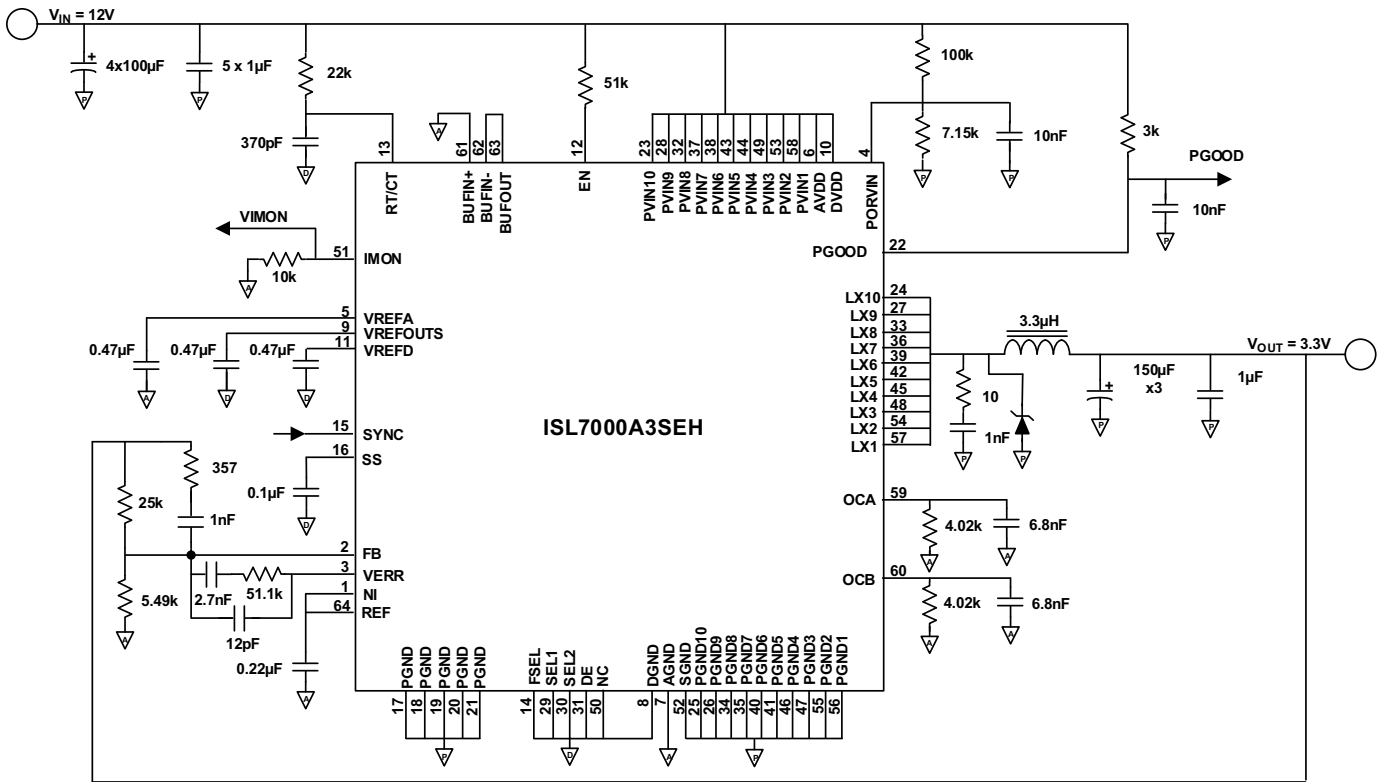 VIN = 12V
4x100µF
5 x 1µF
22k
370pF
51k
100k
7.15k
10nF
3k
PGOOD
10nF
13
61
62
63
12
23
28
32
37
38
43
44
49
53
58
6
10
4
RT/CT
BUFIN+
BUFIN-
BUFOUT
EN
PVIN10
PVIN9
PVIN8
PVIN7
PVIN6
PVIN5
PVIN4
PVIN3
PVIN2
PVIN1
AVDD
DVDD
PORVIN
VIMON
10k
51 IMON
PGOOD 22
5 VREFA
9 VREFOUTS
11 VREFD
0.47µF
0.47µF
0.47µF
LX10 24
LX9 27
LX8 33
LX7 36
LX6 39
LX5 42
LX4 45
LX3 48
LX2 54
LX1 57
3.3µH
VOUT = 3.3V
10
1nF
150µF
x3
1µF
ISL7000A3SEH
15 SYNC
16 SS
0.1µF
357
25k
1nF
2 FB
3 VERR
1 NI
64 REF
5.49k
2.7nF
51.1k
12pF
0.22µF
OCA 59
4.02k
6.8nF
OCB 60
4.02k
6.8nF
PGND
PGND
PGND
PGND
PGND
FSEL
SEL1
SEL2
DE
NC
DGND
AGND
SGND
PGND10
PGND9
PGND8
PGND7
PGND6
PGND5
PGND4
PGND3
PGND2
PGND1
17
18
19
20
21
14
29
30
31
50
8
7
52
25
26
34
35
40
41
46
47
55
56
P
P
D
A
P
P
P
A
A
D
D
P
P
P
P
D
A
A
A
A
A
A
P
D
A
P